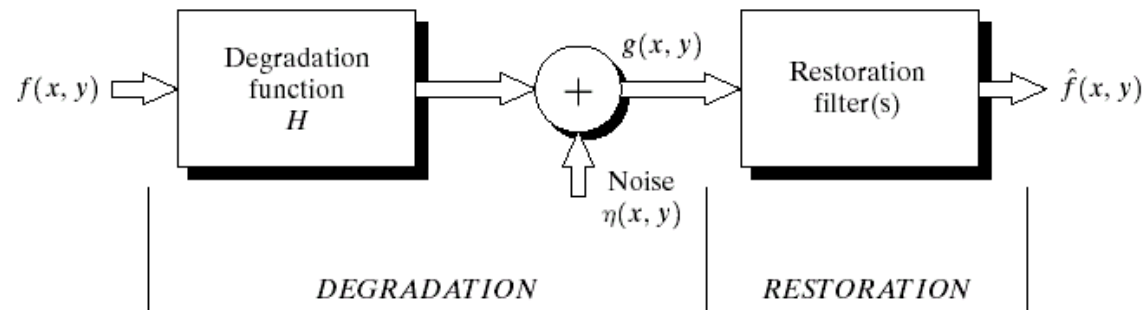 f(x, y)
Degradation
function
H
+
g(x, y)
Noise
η(x, y)
Restoration
filter(s)
f̂(x, y)
DEGRADATION
RESTORATION